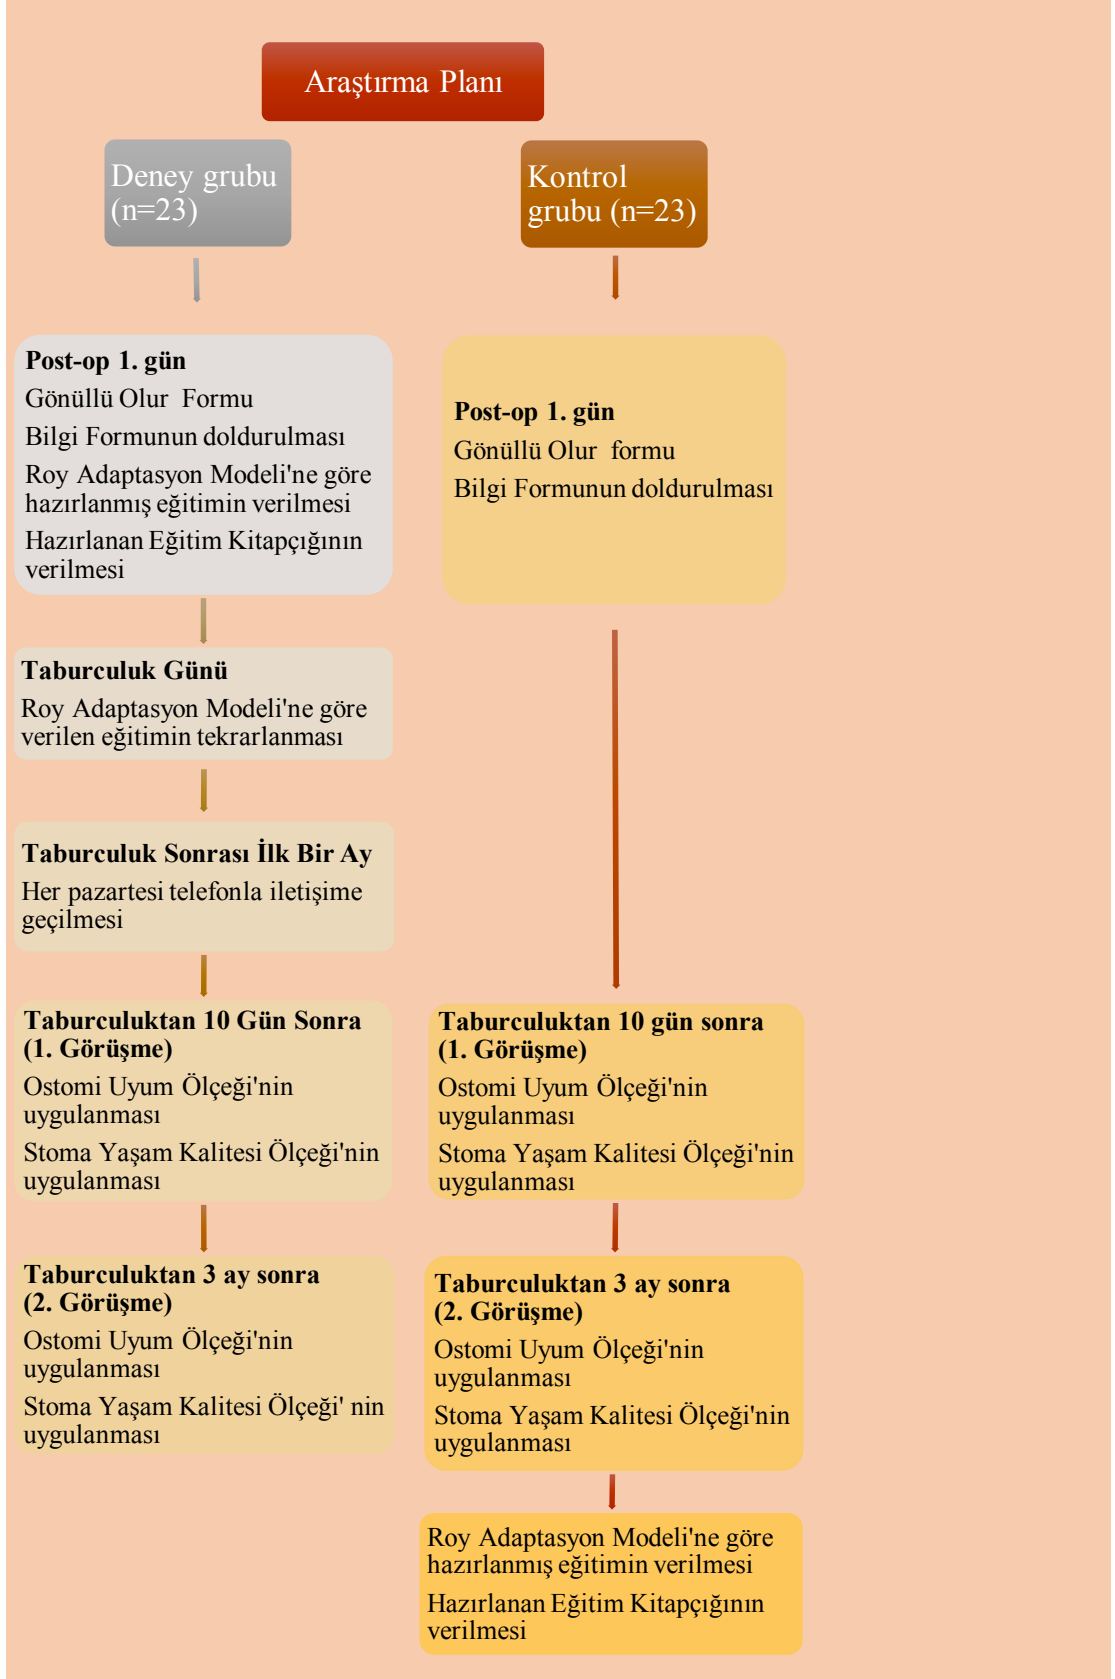 Araştırma Planı
Deney grubu
(n=23)
Kontrol
grubu (n=23)
Post-op 1. gün
Gönüllü Olur Formu
Bilgi Formunun doldurulması
Roy Adaptasyon Modeli'ne göre
hazırlanmış eğitimin verilmesi
Hazırlanan Eğitim Kitapçığının
verilmesi
Taburculuk Günü
Roy Adaptasyon Modeli'ne göre
verilen eğitimin tekrarlanması
Taburculuk Sonrası İlk Bir Ay
Her pazartesi telefonla iletişime
geçilmesi
Taburculuktan 10 Gün Sonra
(1. Görüşme)
Ostomi Uyum Ölçeği'nin
uygulanması
Stoma Yaşam Kalitesi Ölçeği'nin
uygulanması
Taburculuktan 3 ay sonra
(2. Görüşme)
Ostomi Uyum Ölçeği'nin
uygulanması
Stoma Yaşam Kalitesi Ölçeği' nin
uygulanması
Post-op 1. gün
Gönüllü Olur formu
Bilgi Formunun doldurulması
Taburculuktan 10 gün sonra
(1. Görüşme)
Ostomi Uyum Ölçeği'nin
uygulanması
Stoma Yaşam Kalitesi Ölçeği'nin
uygulanması
Taburculuktan 3 ay sonra
(2. Görüşme)
Ostomi Uyum Ölçeği'nin
uygulanması
Stoma Yaşam Kalitesi Ölçeği'nin
uygulanması
Roy Adaptasyon Modeli'ne göre
hazırlanmış eğitimin verilmesi
Hazırlanan Eğitim Kitapçığının
verilmesi